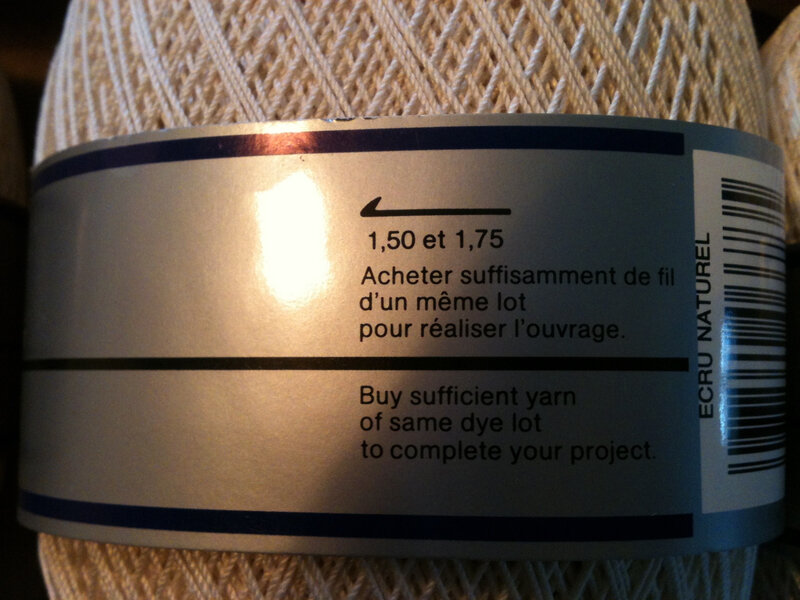 1,50 et 1,75
Acheter suffisamment de fil
d'un même lot
pour réaliser l'ouvrage.
Buy sufficient yarn
of same dye lot
to complete your project.
ECRU NATUREL